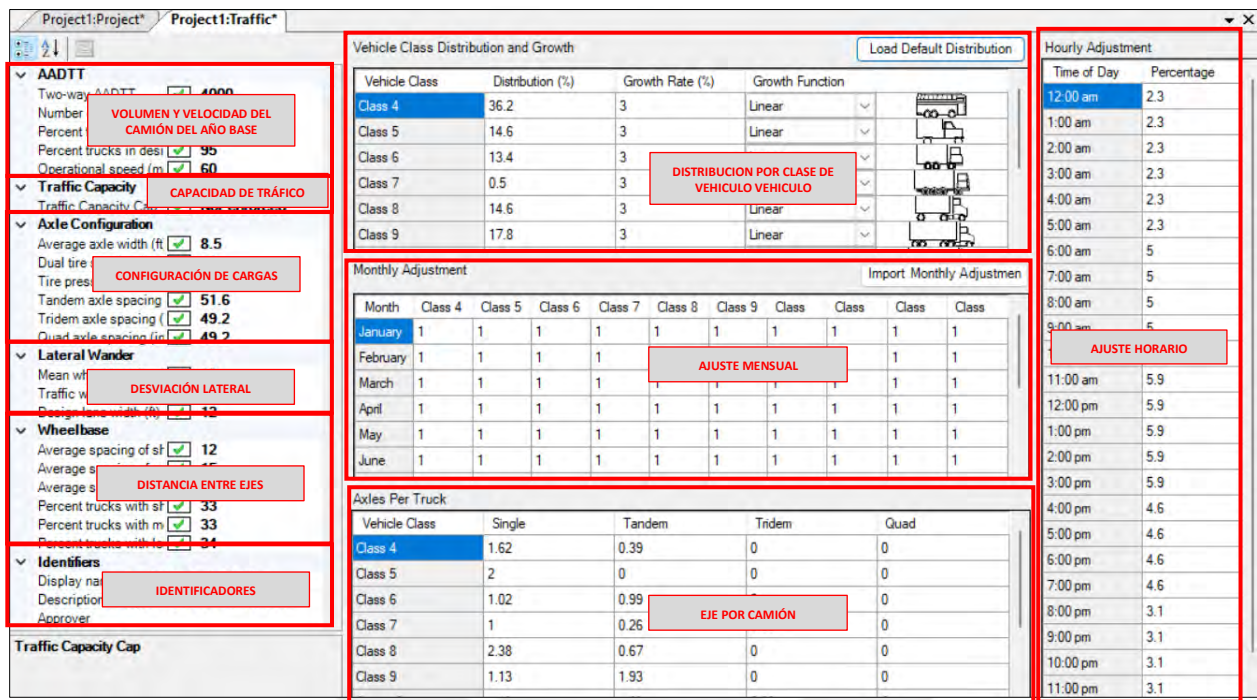 Project1:Project* Project1:Traffic*
AADTT
Two-way AADTT 4000
Number
Percent
Percent trucks in desi 95
Operational speed (m 60
VOLUMEN Y VELOCIDAD DEL
CAMIÓN DEL AÑO BASE
Traffic Capacity
Traffic Capacity Cap
CAPACIDAD DE TRÁFICO
Axle Configuration
Average axle width (ft 8.5
Dual tire
Tire pres
Tandem axle spacing 51.6
Tridem axle spacing ( 49.2
Quad axle spacing (in 49.2
CONFIGURACIÓN DE CARGAS
Lateral Wander
Mean wh
Traffic w
Design lane width (ft) 12
DESVIACIÓN LATERAL
Wheelbase
Average spacing of sh 12
Average s 15
Average s
Percent trucks with sh 33
Percent trucks with m 33
Percent trucks with lo 34
DISTANCIA ENTRE EJES
Identifiers
Display na
Description
Approver
IDENTIFICADORES
Traffic Capacity Cap
Vehicle Class Distribution and Growth Load Default Distribution
Vehicle Class Distribution (%) Growth Rate (%) Growth Function
Class 4 36.2 3 Linear
Class 5 14.6 3 Linear
Class 6 13.4 3
Class 7 0.5 3
Class 8 14.6 3 Linear
Class 9 17.8 3 Linear
DISTRIBUCION POR CLASE DE
VEHICULO VEHICULO
Monthly Adjustment Import Monthly Adjustmen
Month Class 4 Class 5 Class 6 Class 7 Class 8 Class 9 Class Class Class Class
January 1 1 1 1 1 1 1 1 1 1
February 1 1 1 1 1 1
March 1 1 1 1 1 1
April 1 1 1 1 1 1 1 1 1 1
May 1 1 1 1 1 1 1 1 1 1
June 1 1 1 1 1 1 1 1 1 1
AJUSTE MENSUAL
Axles Per Truck
Vehicle Class Single Tandem Tridem Quad
Class 4 1.62 0.39 0 0
Class 5 2 0 0 0
Class 6 1.02 0.99 0
Class 7 1 0.26 0
Class 8 2.38 0.67 0 0
Class 9 1.13 1.93 0 0
EJE POR CAMIÓN
Hourly Adjustment
Time of Day Percentage
12:00 am 2.3
1:00 am 2.3
2:00 am 2.3
3:00 am 2.3
4:00 am 2.3
5:00 am 2.3
6:00 am 5
7:00 am 5
8:00 am 5
9:00 am 5
AJUSTE HORARIO
11:00 am 5.9
12:00 pm 5.9
1:00 pm 5.9
2:00 pm 5.9
3:00 pm 5.9
4:00 pm 4.6
5:00 pm 4.6
6:00 pm 4.6
7:00 pm 4.6
8:00 pm 3.1
9:00 pm 3.1
10:00 pm 3.1
11:00 pm 3.1